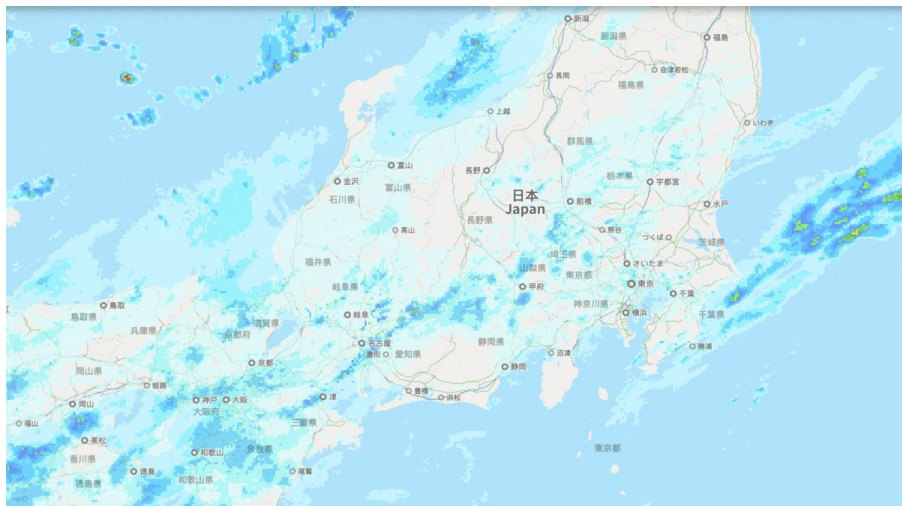 新潟
福島
新潟県
会津若松
長岡
福島県
上越
いわき
群馬県
富山
長野
金沢
富山県
栃木県
宇都宮
日本
Japan
石川県
前橋
水戸
長野県
高山
熊谷
つくば
茨城県
福井県
埼玉県
さいたま
山梨県
東京都
岐阜県
甲府
東京
千葉
鳥取
神奈川県
横浜
千葉県
鳥取県
岐阜
滋賀県
兵庫県
京都府
名古屋
静岡県
勝浦
豊田
愛知県
沼津
京都
静岡
岡山県
姫路
豊橋
浜松
津
岡山
神戸
大阪
大阪府
福山
三重県
高松
奈良県
東京都
和歌山
香川県
徳島
尾鷲
和歌山県
徳島県